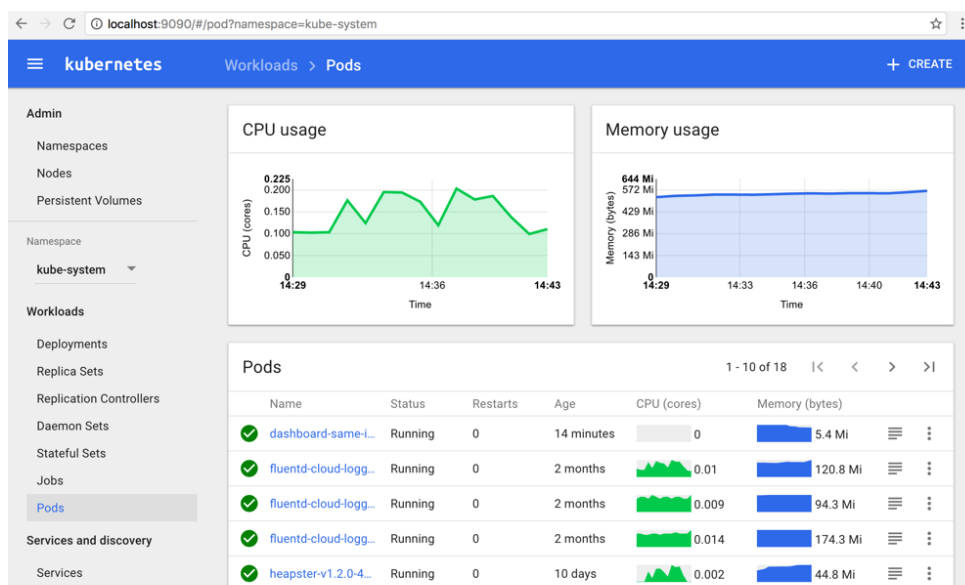 localhost:9090/#/pod?namespace=kube-system
kubernetes
Workloads > Pods
+ CREATE
Admin
Namespaces
Nodes
Persistent Volumes
Namespace
kube-system
Workloads
Deployments
Replica Sets
Replication Controllers
Daemon Sets
Stateful Sets
Jobs
Pods
Services and discovery
Services
CPU usage
CPU (cores)
0.225
0.200
0.150
0.100
0.050
0
14:29 14:36 14:43
Time
Memory usage
Memory (bytes)
644 Mi
572 Mi
429 Mi
286 Mi
143 Mi
0
14:29 14:33 14:36 14:40 14:43
Time
Pods
1 - 10 of 18
Name Status Restarts Age CPU (cores) Memory (bytes)
dashboard-same-i... Running 0 14 minutes 0 5.4 Mi
fluentd-cloud-logg... Running 0 2 months 0.01 120.8 Mi
fluentd-cloud-logg... Running 0 2 months 0.009 94.3 Mi
fluentd-cloud-logg... Running 0 2 months 0.014 174.3 Mi
heapster-v1.2.0-4... Running 0 10 days 0.002 44.8 Mi